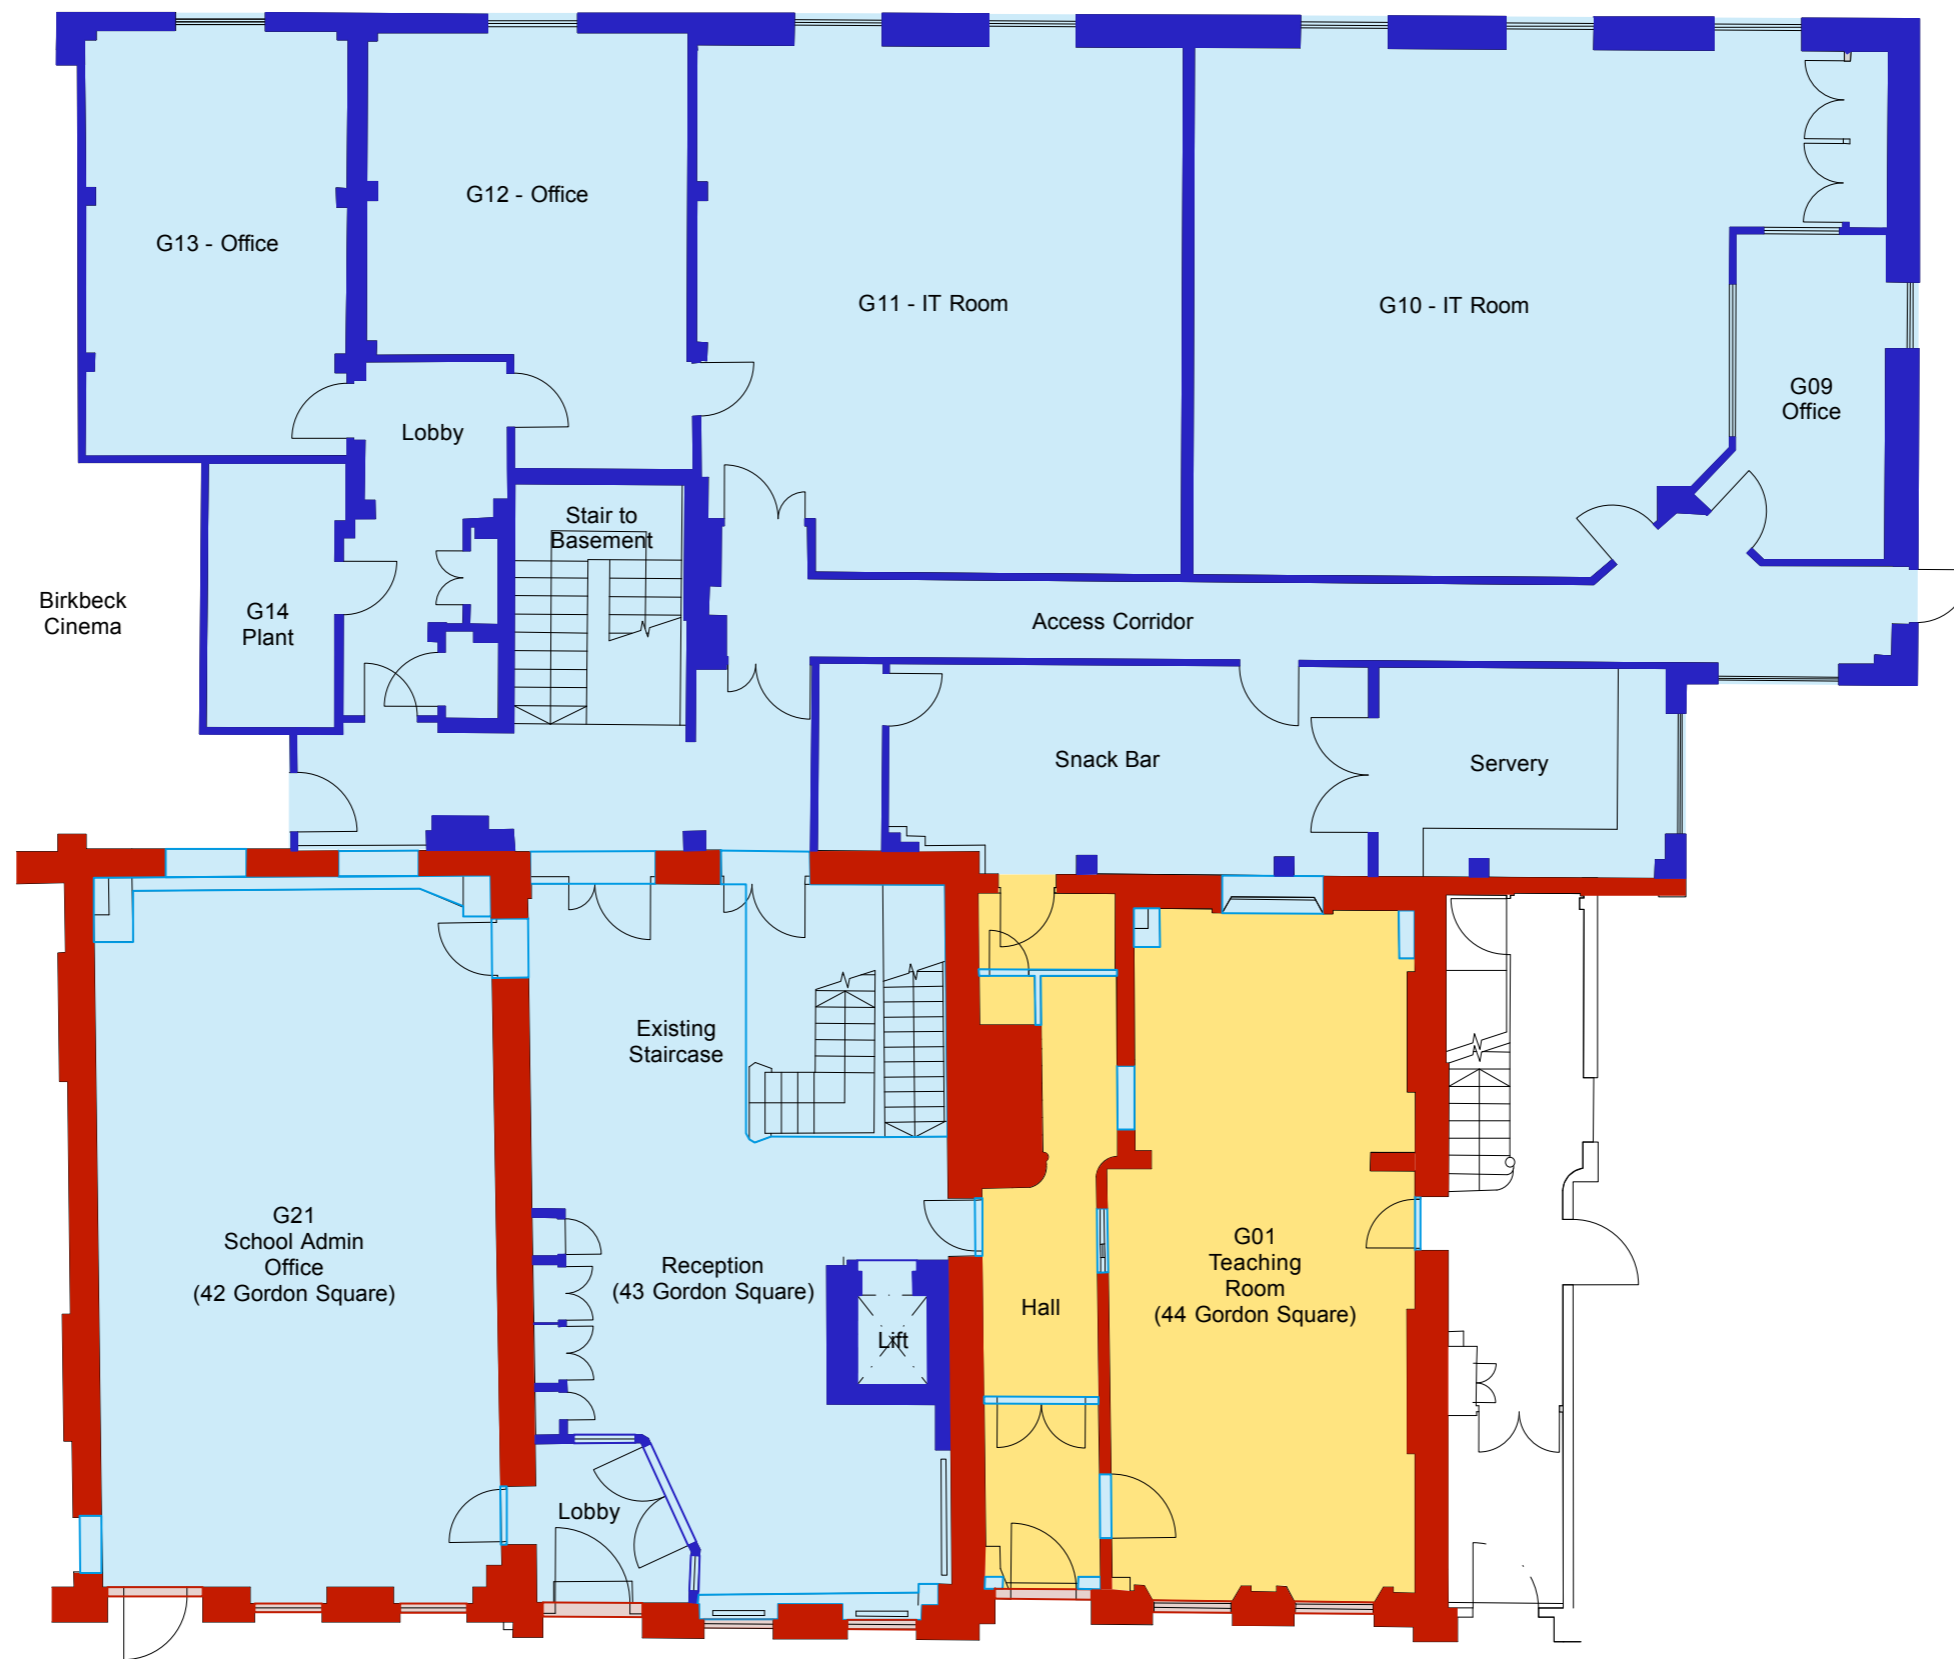 G12 - Office
G13 - Office
G11 - IT Room
G10 - IT Room
G09
Office
Lobby
Stair to
Basement
Birkbeck
Cinema
G14
Plant
Access Corridor
Snack Bar
Servery
Existing
Staircase
G21
School Admin
Office
(42 Gordon Square)
Reception
(43 Gordon Square)
Lift
Hall
G01
Teaching
Room
(44 Gordon Square)
Lobby